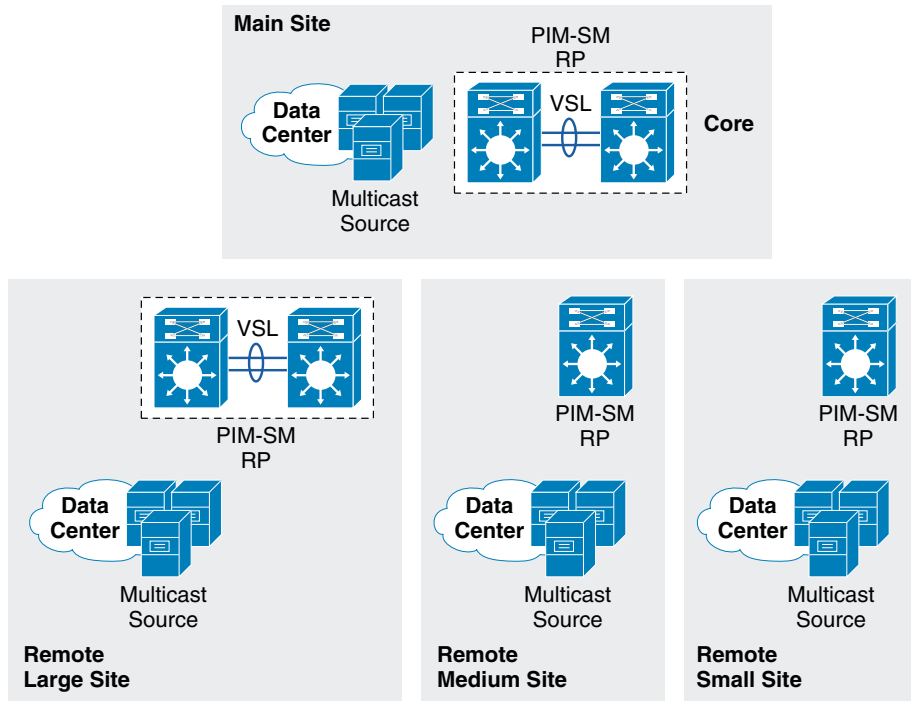 Main Site
PIM-SM
RP
VSL
Data
Center
Core
Multicast
Source
VSL
PIM-SM
RP
Data
Center
Multicast
Source
Remote
Large Site
PIM-SM
RP
Data
Center
Multicast
Source
Remote
Medium Site
PIM-SM
RP
Data
Center
Multicast
Source
Remote
Small Site